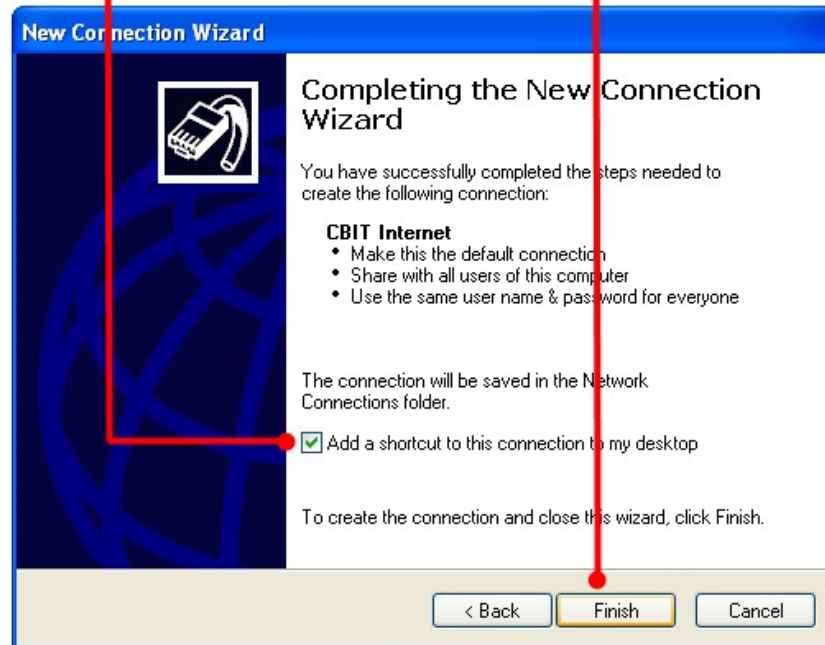 New Connection Wizard
Completing the New Connection
Wizard
You have successfully completed the steps needed to
create the following connection:
CBIT Internet
• Make this the default connection
• Share with all users of this computer
• Use the same user name & password for everyone
The connection will be saved in the Network
Connections folder.
Add a shortcut to this connection to my desktop
To create the connection and close this wizard, click Finish.
< Back Finish Cancel